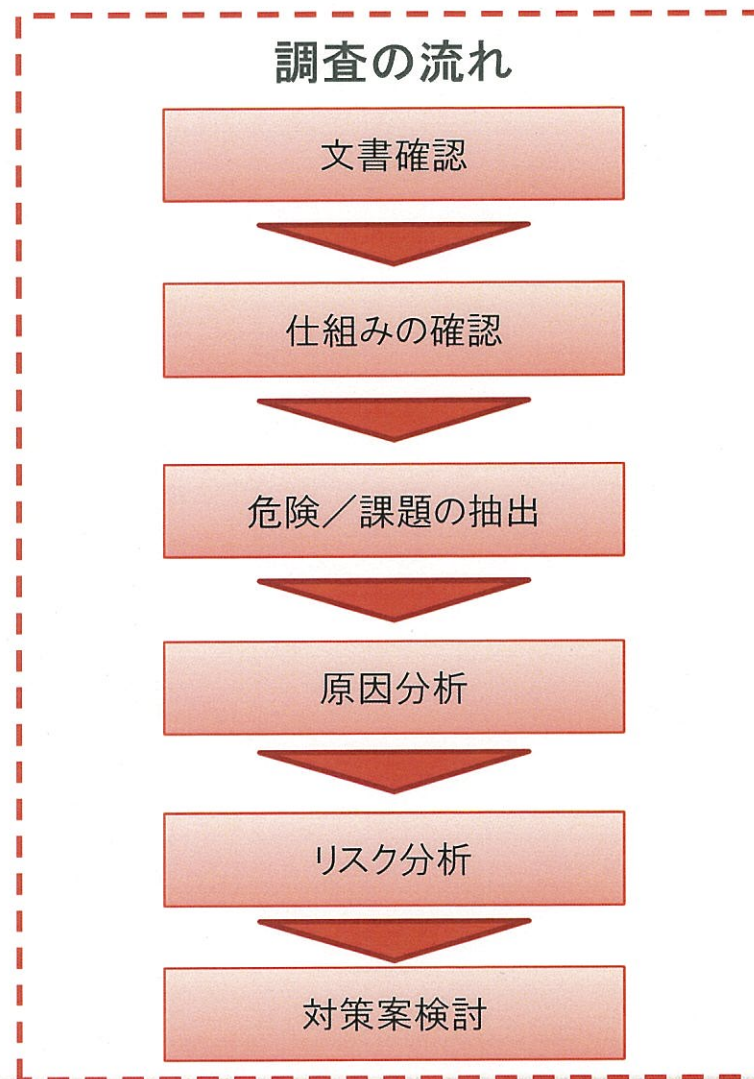 調査の流れ
文書確認
仕組みの確認
危険／課題の抽出
原因分析
リスク分析
対策案検討